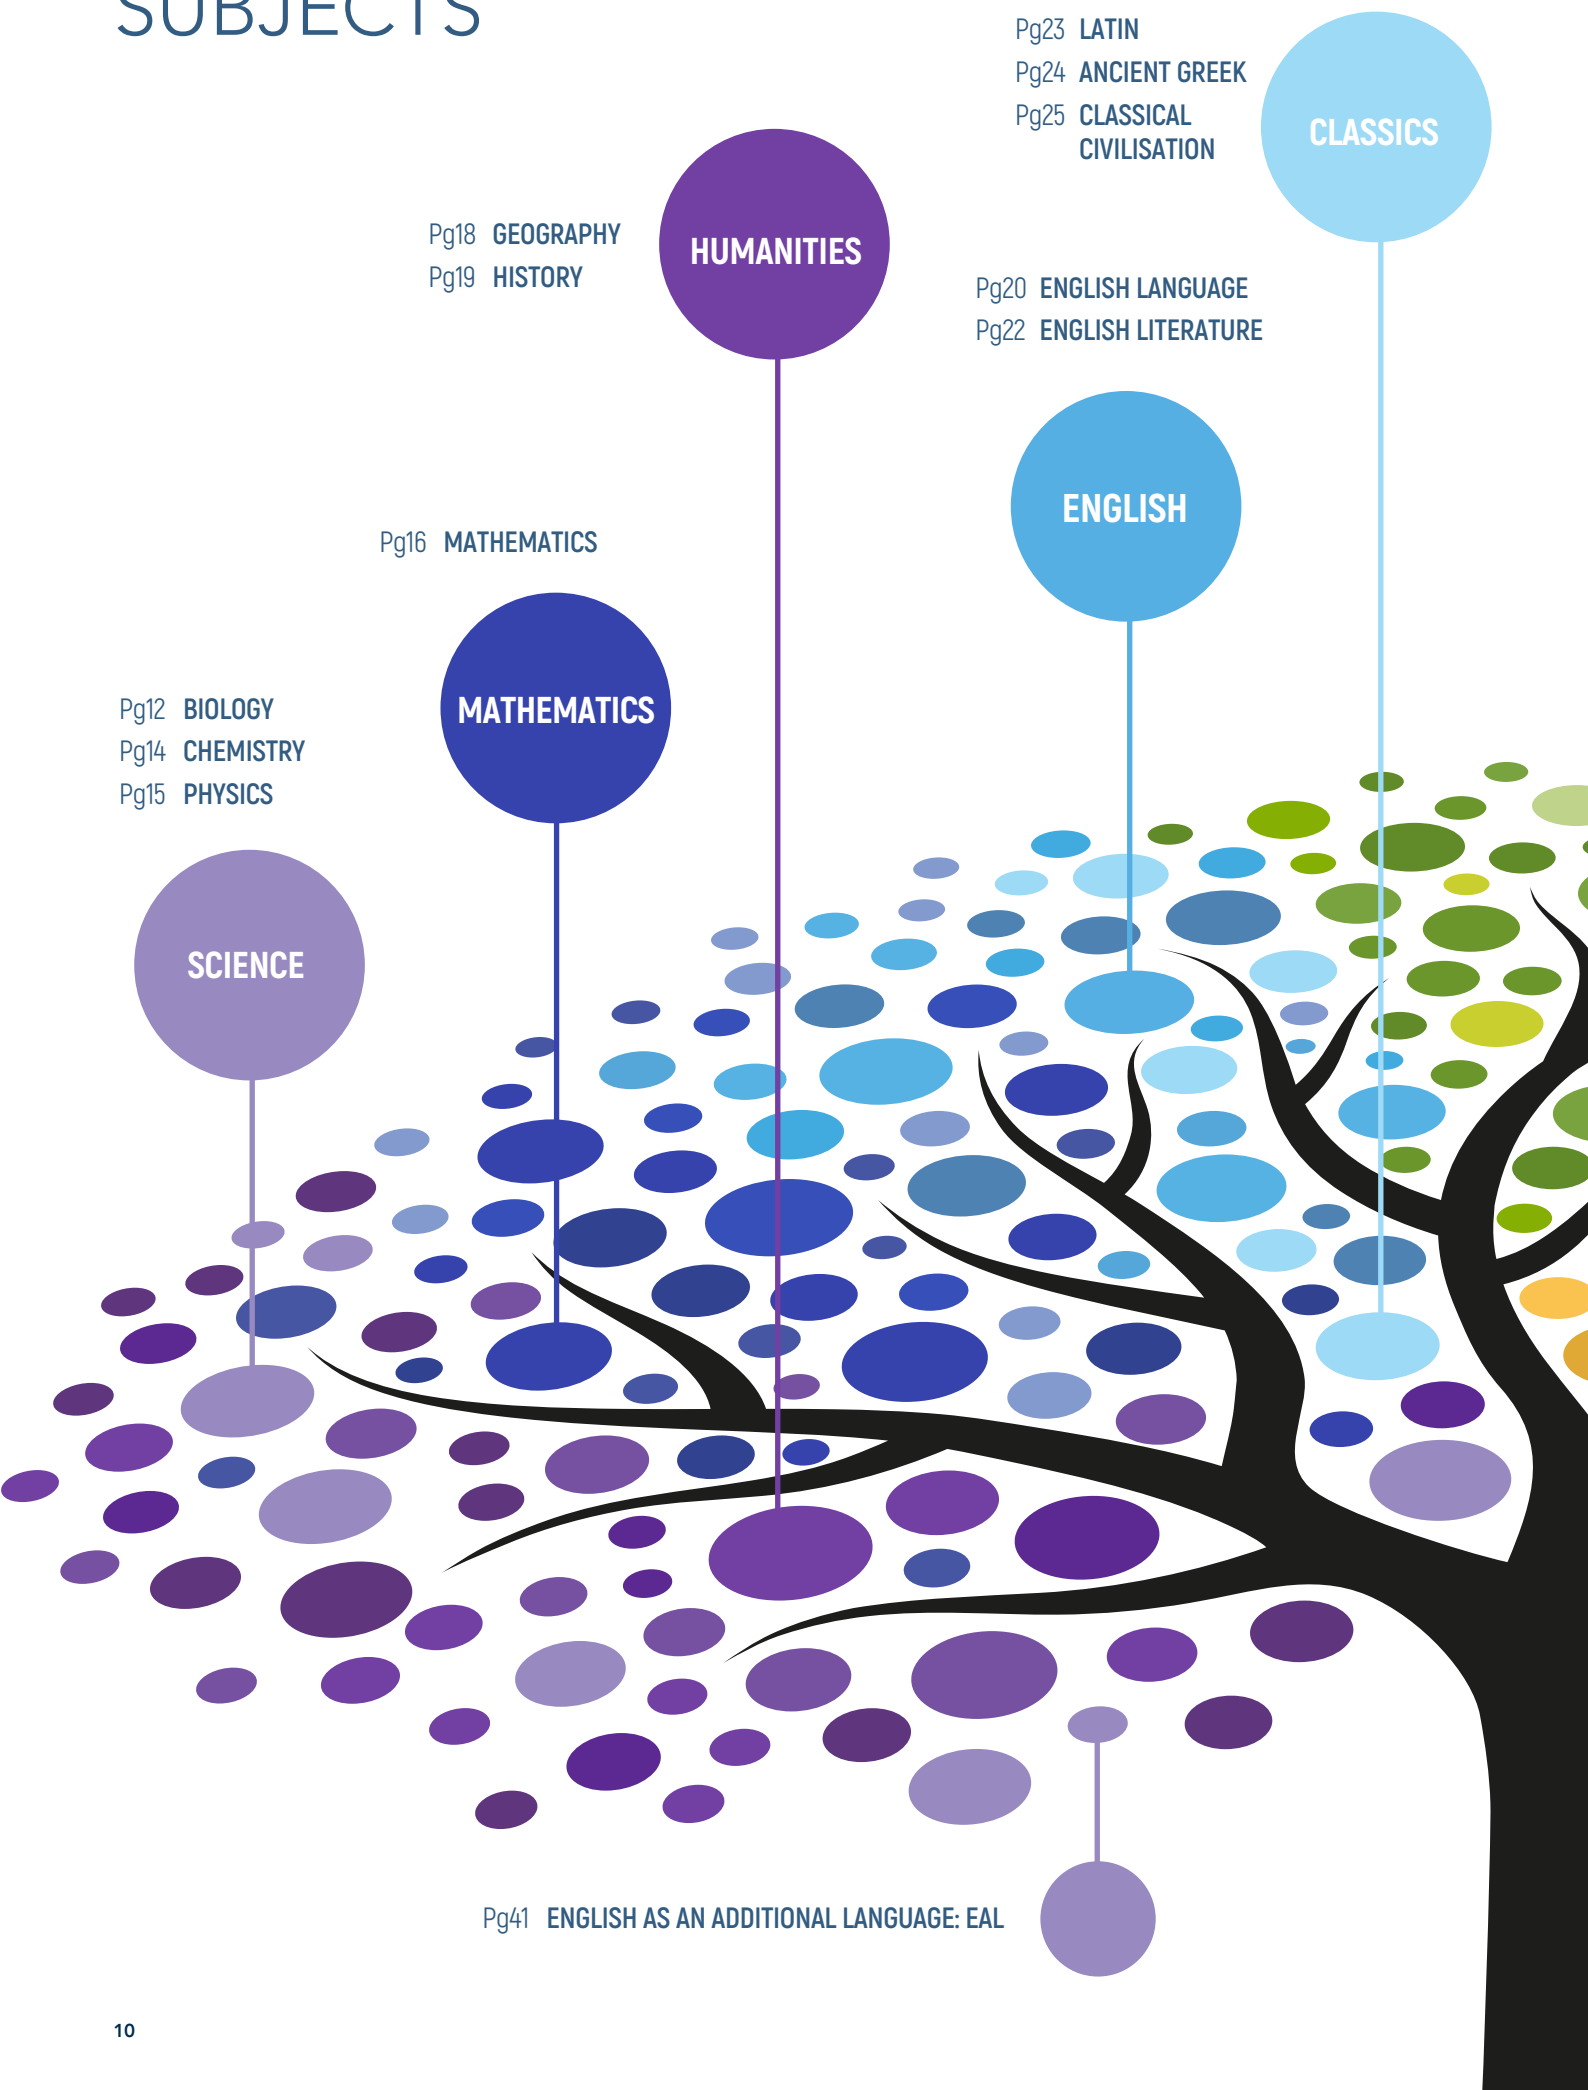 SUBJECTS
Pg23 LATIN
Pg24 ANCIENT GREEK
Pg25 CLASSICAL
CIVILISATION
CLASSICS
Pg18 GEOGRAPHY
Pg19 HISTORY
HUMANITIES
Pg20 ENGLISH LANGUAGE
Pg22 ENGLISH LITERATURE
ENGLISH
Pg16 MATHEMATICS
MATHEMATICS
Pg12 BIOLOGY
Pg14 CHEMISTRY
Pg15 PHYSICS
SCIENCE
Pg41 ENGLISH AS AN ADDITIONAL LANGUAGE: EAL
10